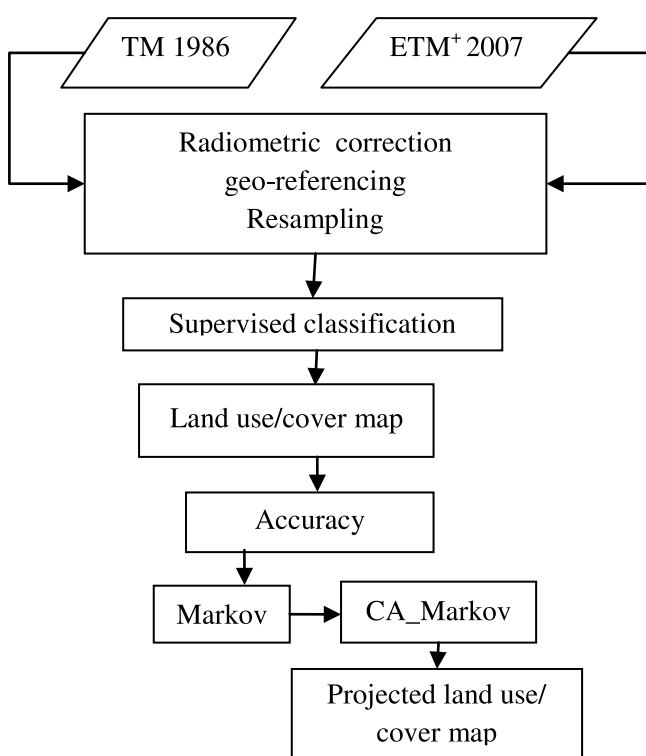 TM 1986
ETM+ 2007
Radiometric correction
geo-referencing
Resampling
Supervised classification
Land use/cover map
Accuracy
Markov
CA_Markov
Projected land use/
cover map